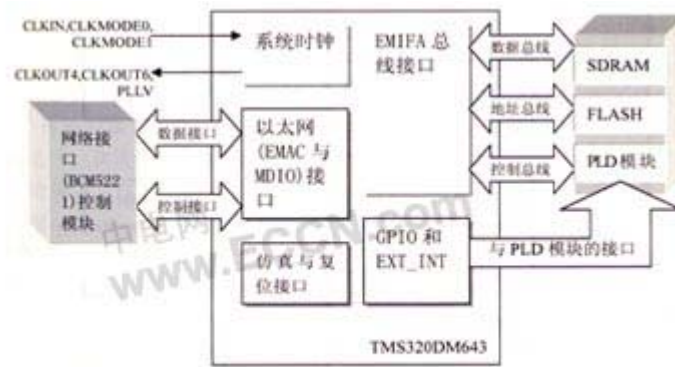 CLKIN,CLKMODE0,
CLKMODE1
CLKOUT4,CLKOUT6,
PLLV
系统时钟
EMIFA 总
线接口
数据总线
地址总线
控制总线
SDRAM
FLASH
PLD 模块
网络接
口
(BCM522
1)控制
模块
数据接口
控制接口
以太网
(EMAC 与
MDIO)接
口
仿真与复
位接口
GPIO 和
EXT_INT
与 PLD 模块的接口
TMS320DM643
中电网
www.ECCN.com